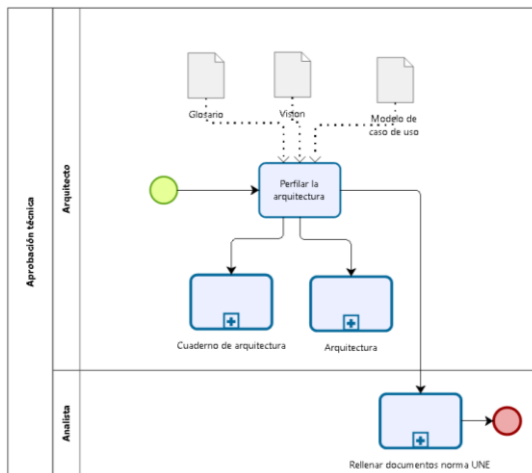 Aprobación técnica
Arquitecto
Glosario
Vision
Modelo de
caso de uso
Perfilar la
arquitectura
Cuaderno de arquitectura
Arquitectura
Analista
Rellenar documentos norma UNE